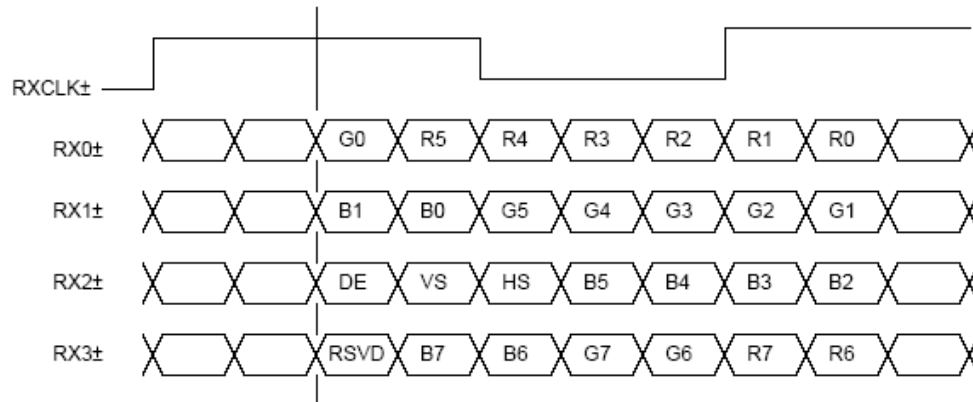 RXCLK±
RX0± G0 R5 R4 R3 R2 R1 R0
RX1± B1 B0 G5 G4 G3 G2 G1
RX2± DE VS HS B5 B4 B3 B2
RX3± RSVD B7 B6 G7 G6 R7 R6